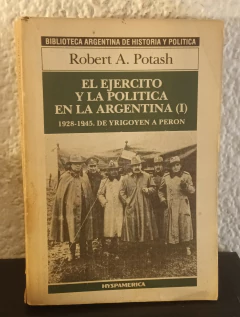 BIBLIOTECA ARGENTINA DE HISTORIA Y POLITICA
Robert A. Potash
EL EJERCITO
Y LA POLITICA
EN LA ARGENTINA (I)
1928-1945. DE YRIGOYEN A PERON
HYSPAMERICA